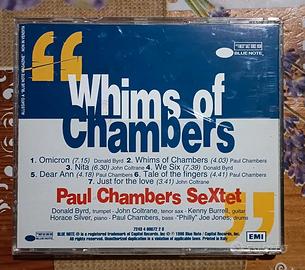 BLUE NOTE
Whims of
Chambers
1. Omicron (7.15) Donald Byrd 2. Whims of Chambers (4.03) Paul Chambers
3. Nita (6.30) John Coltrane 4. We Six (7.39) Donald Byrd
5. Dear Ann (4.18) Paul Chambers 6. Tale of the fingers (4.41) Paul Chambers
7. Just for the love (3.41) John Coltrane
Paul Chambers SeXtet
Donald Byrd, trumpet - John Coltrane, tenor sax - Kenny Burrell, guitar
Horace Silver, piano - Paul Chambers, bass - "Philly" Joe Jones, drums
BLUE NOTE
EMI